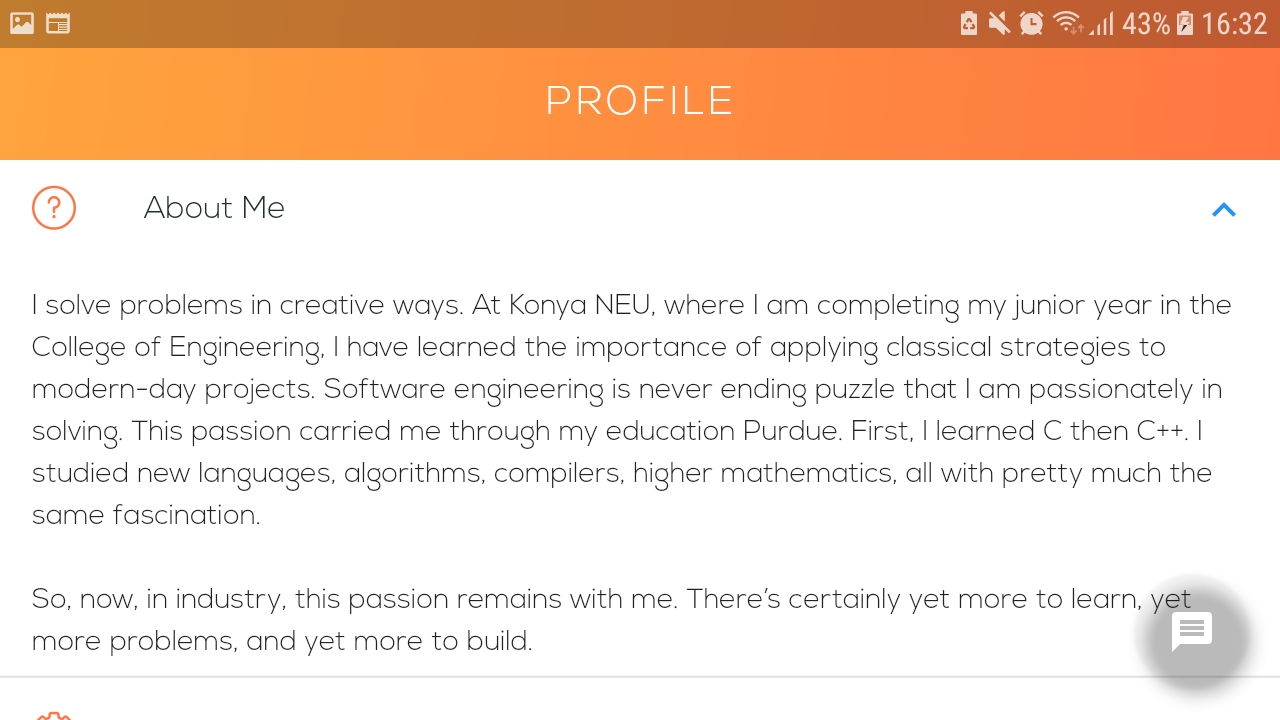 43% 16:32
PROFILE
? About Me
I solve problems in creative ways. At Konya NEU, where I am completing my junior year in the
College of Engineering, I have learned the importance of applying classical strategies to
modern-day projects. Software engineering is never ending puzzle that I am passionately in
solving. This passion carried me through my education Purdue. First, I learned C then C++. I
studied new languages, algorithms, compilers, higher mathematics, all with pretty much the
same fascination.
So, now, in industry, this passion remains with me. There’s certainly yet more to learn, yet
more problems, and yet more to build.